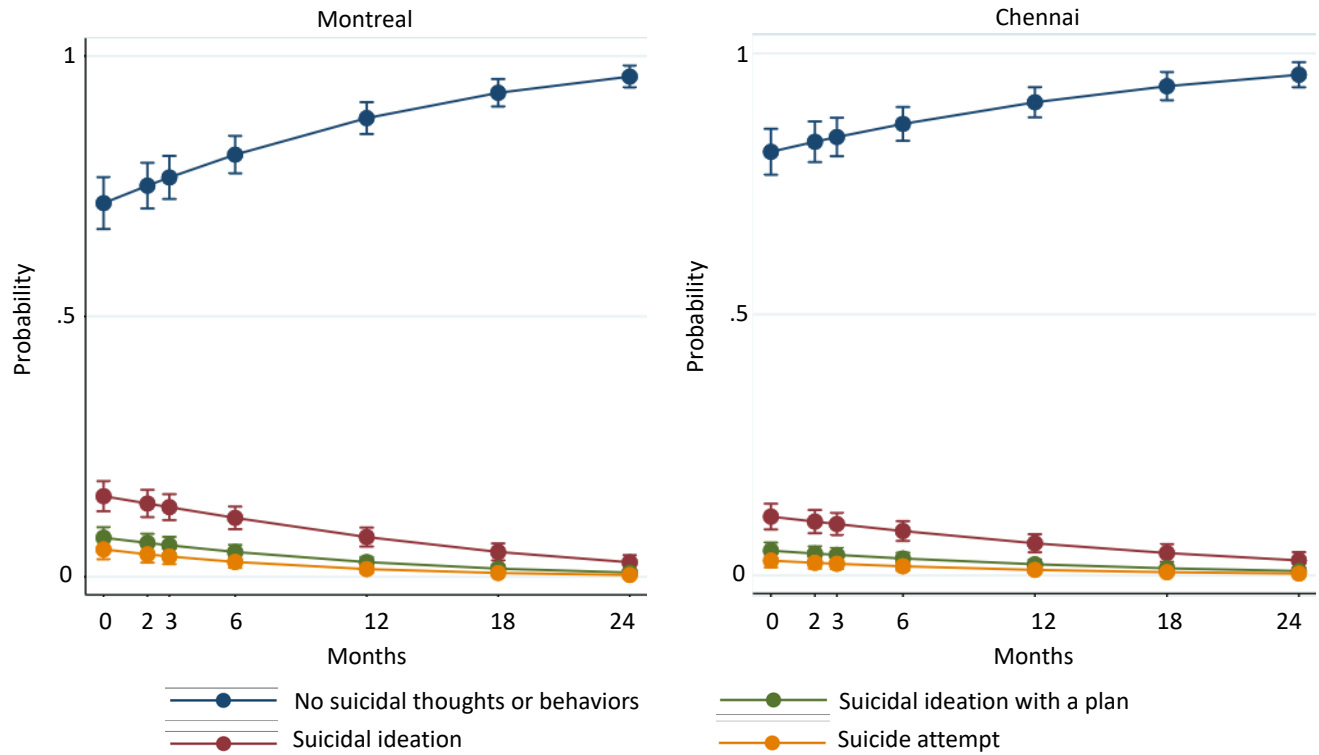 Montreal
1
.5
0
Probability
0 2 3 6 12 18 24
Months
Chennai
1
.5
0
Probability
0 2 3 6 12 18 24
Months
No suicidal thoughts or behaviors
Suicidal ideation with a plan
Suicidal ideation
Suicide attempt